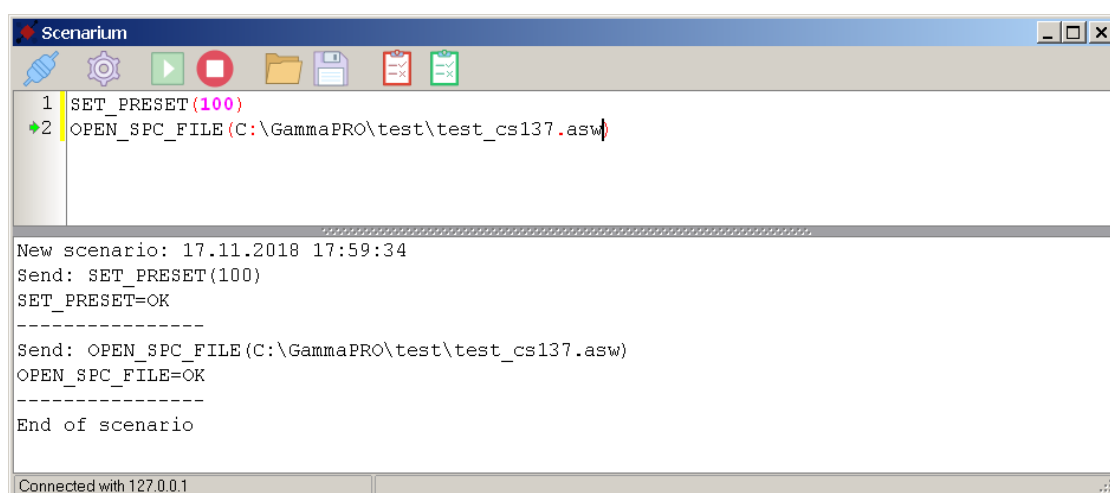 Scenarium
1 SET_PRESET(100)
2 OPEN_SPC_FILE(C:\GammaPRO\test\test_cs137.asw)
New scenario: 17.11.2018 17:59:34
Send: SET_PRESET(100)
SET_PRESET=OK
----------------
Send: OPEN_SPC_FILE(C:\GammaPRO\test\test_cs137.asw)
OPEN_SPC_FILE=OK
----------------
End of scenario
Connected with 127.0.0.1